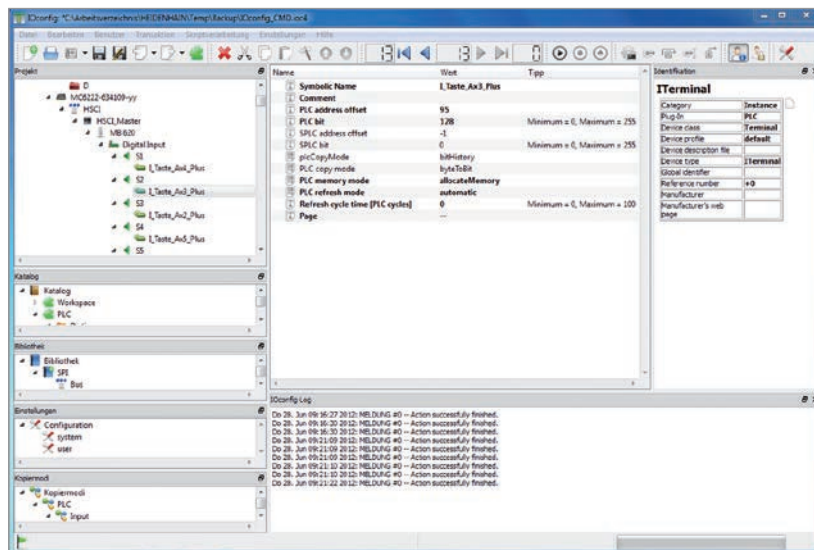 IOconfig: "C:\Arbeitsverzeichnis\HEIDENHAIN\Temp\Backup\IOconfig_CMD.ioc4
Datei Bearbeiten Benutzer Transaktion Scriptverarbeitung Einstellungen Hilfe
13 13 0
Projekt
D
MC6222-634109-yy
HSCI
HSCI_Master
MB 620
Digital Input
S1
I_Taste_Ax4_Plus
S2
I_Taste_Ax3_Plus
S3
I_Taste_Ax2_Plus
S4
I_Taste_Ax5_Plus
S5
Katalog
Katalog
Workspace
PLC
Bibliothek
Bibliothek
SPI
Bus
Einstellungen
Configuration
system
user
Kopiermodi
Kopiermodi
PLC
Input
Name Wert Tipp
Symbolic Name I_Taste_Ax3_Plus
Comment
PLC address offset 95
PLC bit 128 Minimum = 0, Maximum = 255
SPLC address offset -1
SPLC bit 0 Minimum = 0, Maximum = 255
plcCopyMode bitHistory
PLC copy mode byteToBit
PLC memory mode allocateMemory
PLC refresh mode automatic
Refresh cycle time [PLC cycles] 0 Minimum = 0, Maximum = 100
Page ---
IOconfig Log
Do 28. Jun 09:16:27 2012: MELDUNG #0 -- Action successfully finished.
Do 28. Jun 09:16:30 2012: MELDUNG #0 -- Action successfully finished.
Do 28. Jun 09:16:30 2012: MELDUNG #0 -- Action successfully finished.
Do 28. Jun 09:21:09 2012: MELDUNG #0 -- Action successfully finished.
Do 28. Jun 09:21:09 2012: MELDUNG #0 -- Action successfully finished.
Do 28. Jun 09:21:09 2012: MELDUNG #0 -- Action successfully finished.
Do 28. Jun 09:21:10 2012: MELDUNG #0 -- Action successfully finished.
Do 28. Jun 09:21:10 2012: MELDUNG #0 -- Action successfully finished.
Do 28. Jun 09:21:22 2012: MELDUNG #0 -- Action successfully finished.
Identifikation
ITerminal
Category Instance
Plug-In PLC
Device class Terminal
Device profile default
Device description file
Device type ITerminal
Global identifier
Reference number +0
Manufacturer
Manufacturer's web
page